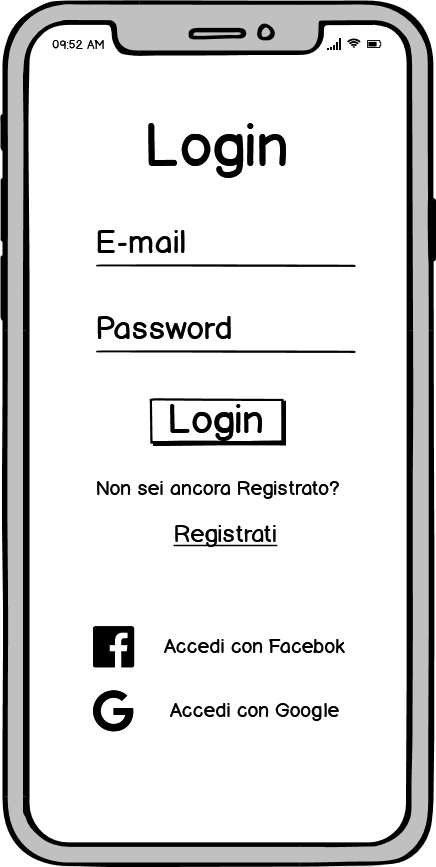 09:52 AM
Login
E-mail
Password
Login
Non sei ancora Registrato?
Registrati
Accedi con Facebok
Accedi con Google